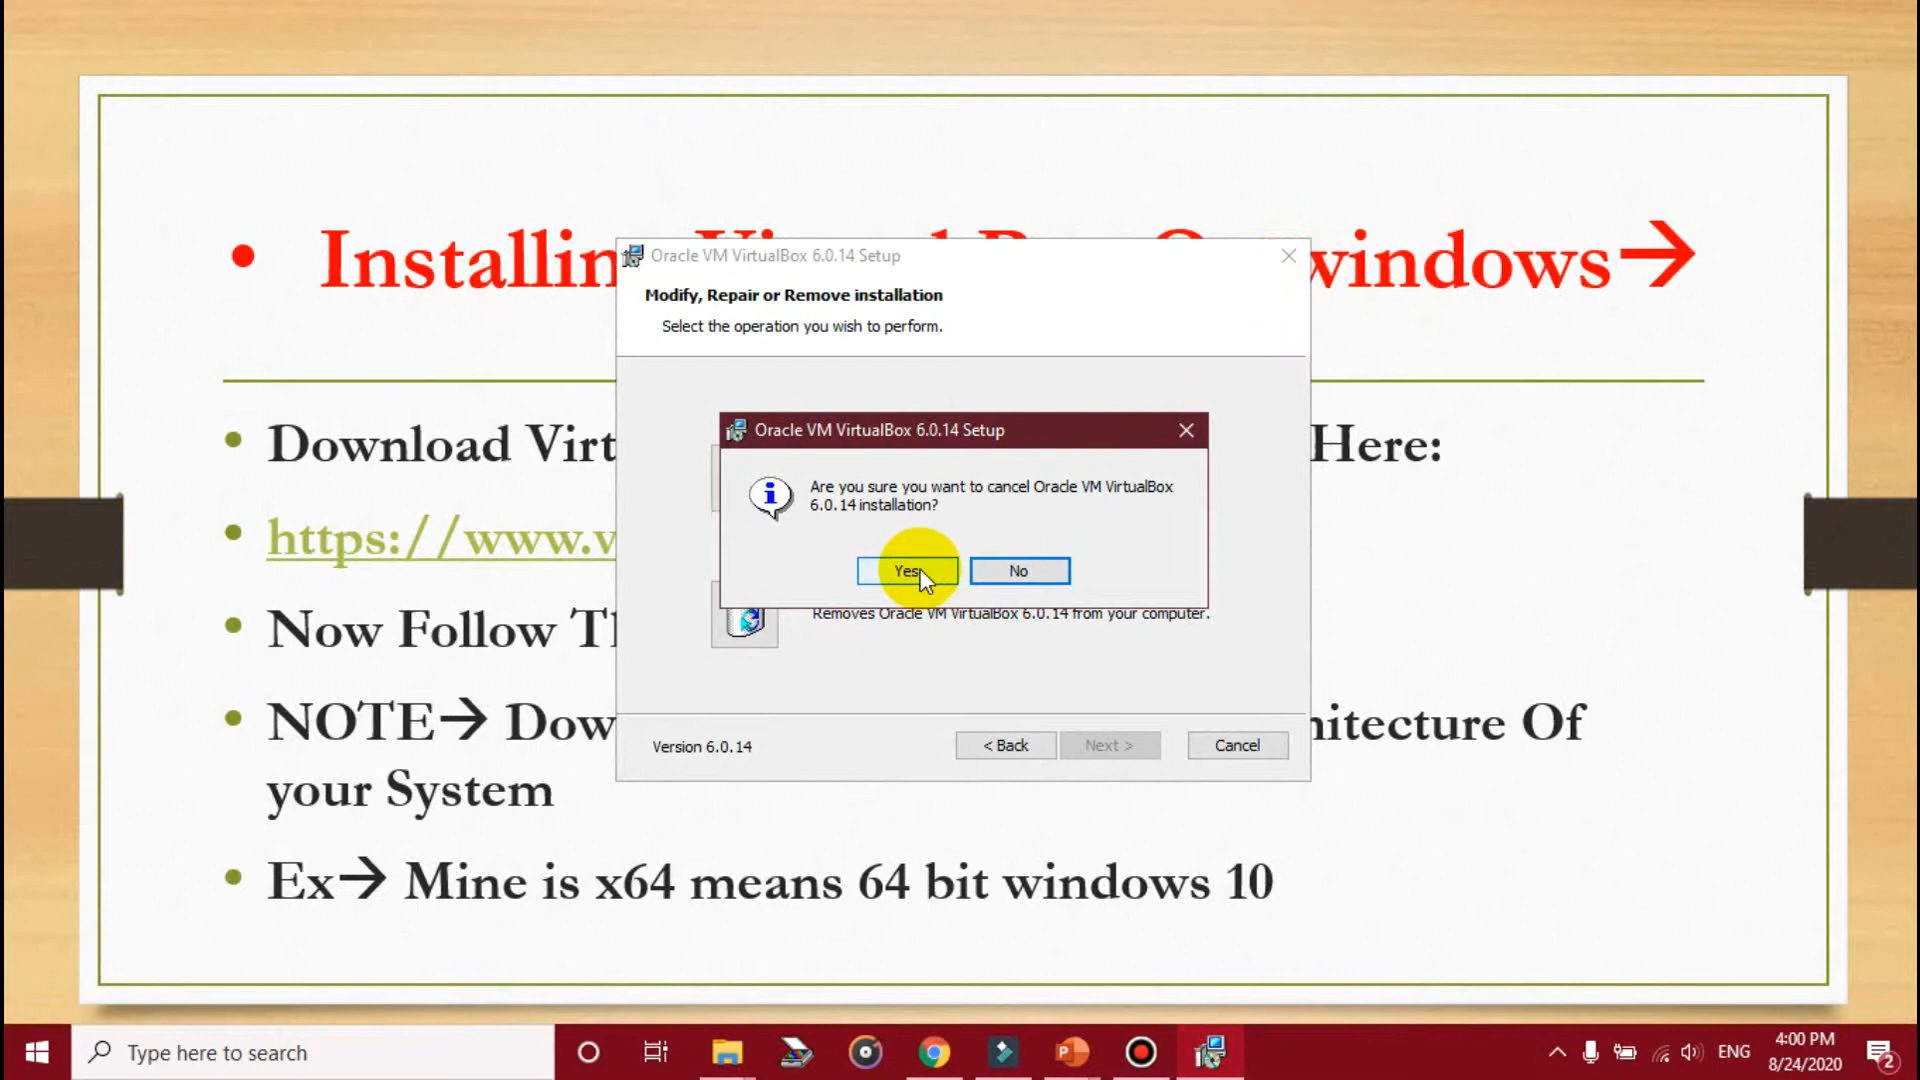 Installin
windows→
Oracle VM VirtualBox 6.0.14 Setup
Modify, Repair or Remove installation
Select the operation you wish to perform.
Download Virt
Here:
https://www.v
Oracle VM VirtualBox 6.0.14 Setup
Are you sure you want to cancel Oracle VM VirtualBox
6.0.14 installation?
Yes
No
Removes Oracle VM VirtualBox 6.0.14 from your computer.
Now Follow Th
NOTE→ Dow
hitecture Of
your System
Version 6.0.14
< Back
Next >
Cancel
Ex→ Mine is x64 means 64 bit windows 10
Type here to search
ENG
4:00 PM
8/24/2020
2